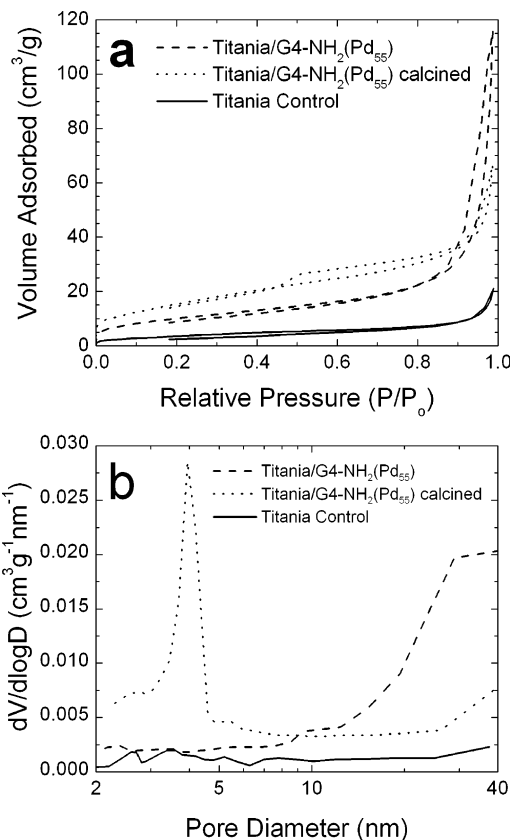 a
Titania/G4-NH2(Pd55)
Titania/G4-NH2(Pd55) calcined
Titania Control
Volume Adsorbed (cm3/g)
120
100
80
60
40
20
0
0.0 0.2 0.4 0.6 0.8 1.0
Relative Pressure (P/Po)
b
Titania/G4-NH2(Pd55)
Titania/G4-NH2(Pd55) calcined
Titania Control
dV/dlogD (cm3g-1nm-1)
0.030
0.025
0.020
0.015
0.010
0.005
0.000
2 5 10 40
Pore Diameter (nm)